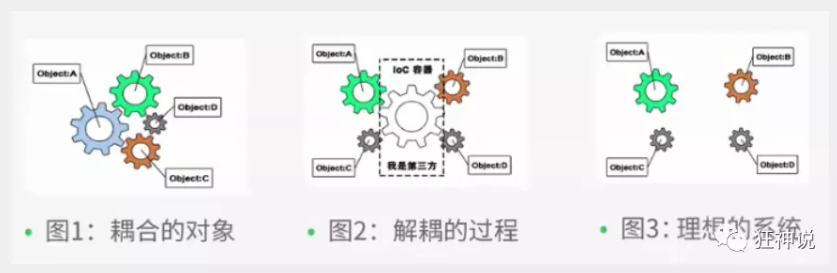 Object:A
Object:B
Object:D
Object:C
图1：耦合的对象
Object:A
IoC 容器
Object:B
Object:C
我是第三方
Object:D
图2：解耦的过程
Object:A
Object:B
Object:C
Object:D
图3：理想的系统
狂神说